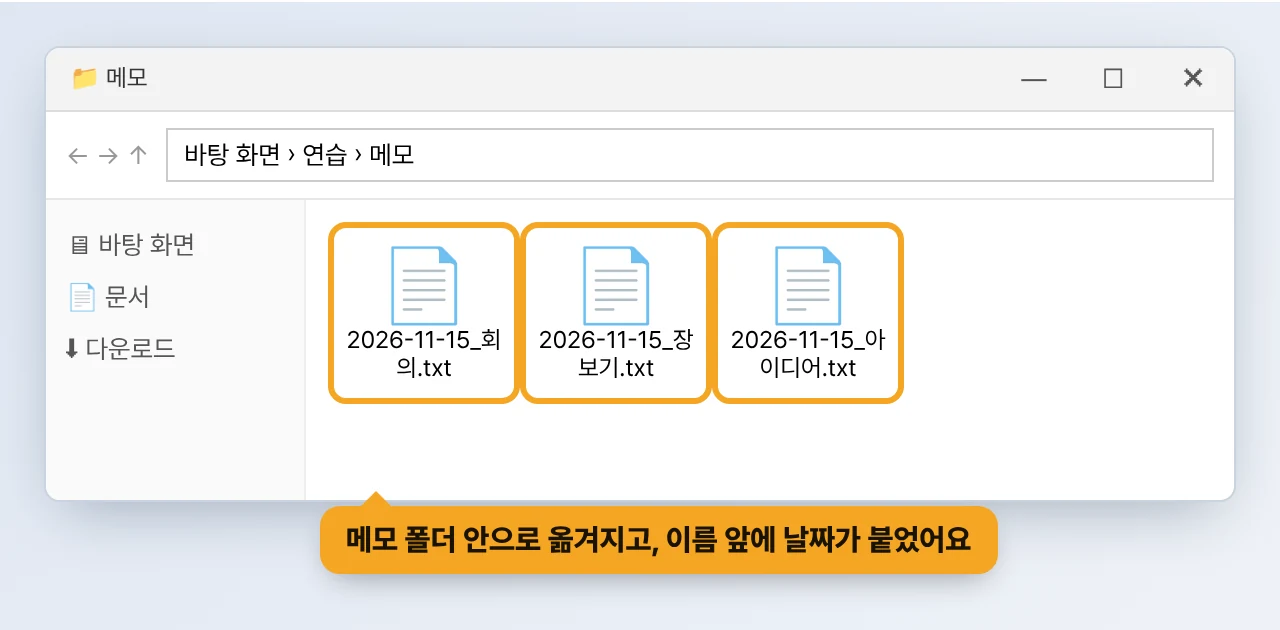 메모
바탕 화면 › 연습 › 메모
바탕 화면
문서
다운로드
2026-11-15_회
의.txt
2026-11-15_장
보기.txt
2026-11-15_아
이디어.txt
메모 폴더 안으로 옮겨지고, 이름 앞에 날짜가 붙었어요